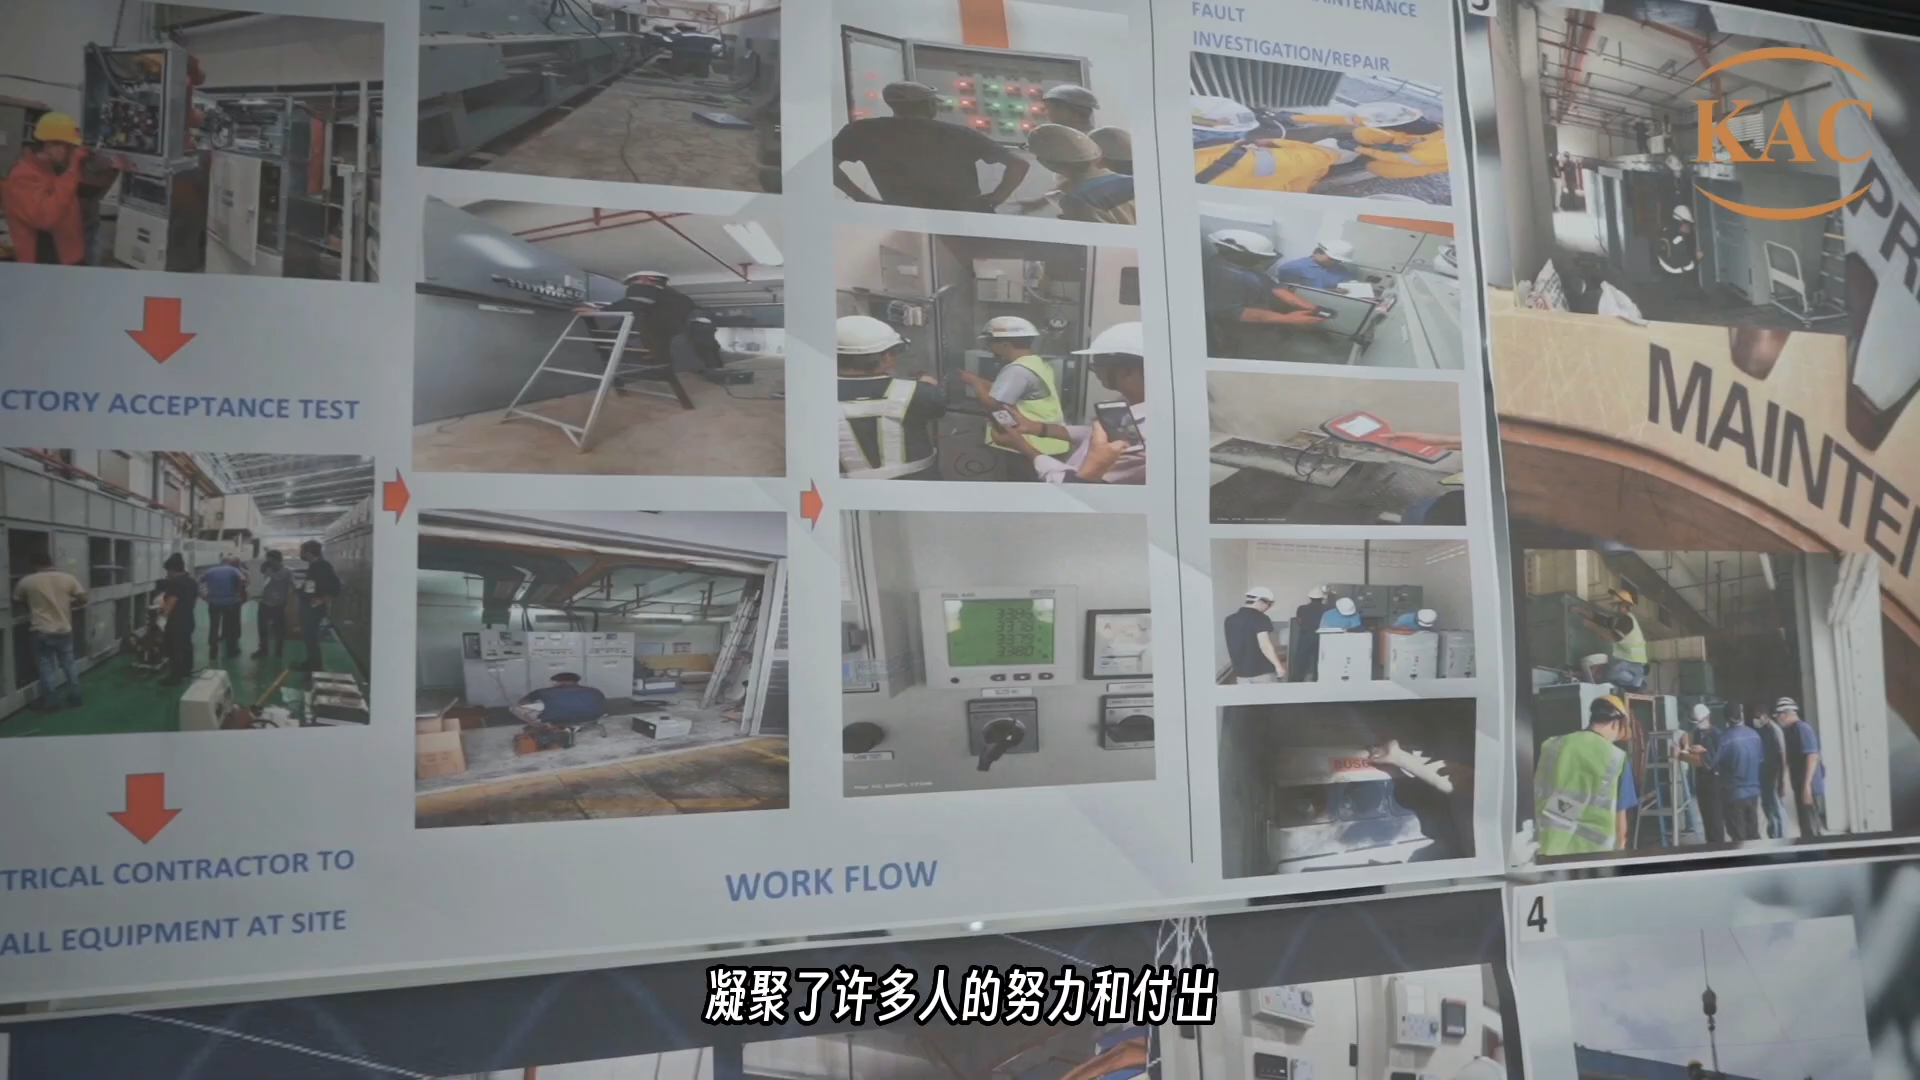 FAULT
INVESTIGATION/REPAIR
KAC
CTORY ACCEPTANCE TEST
MAINTE
TRICAL CONTRACTOR TO
ALL EQUIPMENT AT SITE
WORK FLOW
4
凝聚了许多人的努力和付出